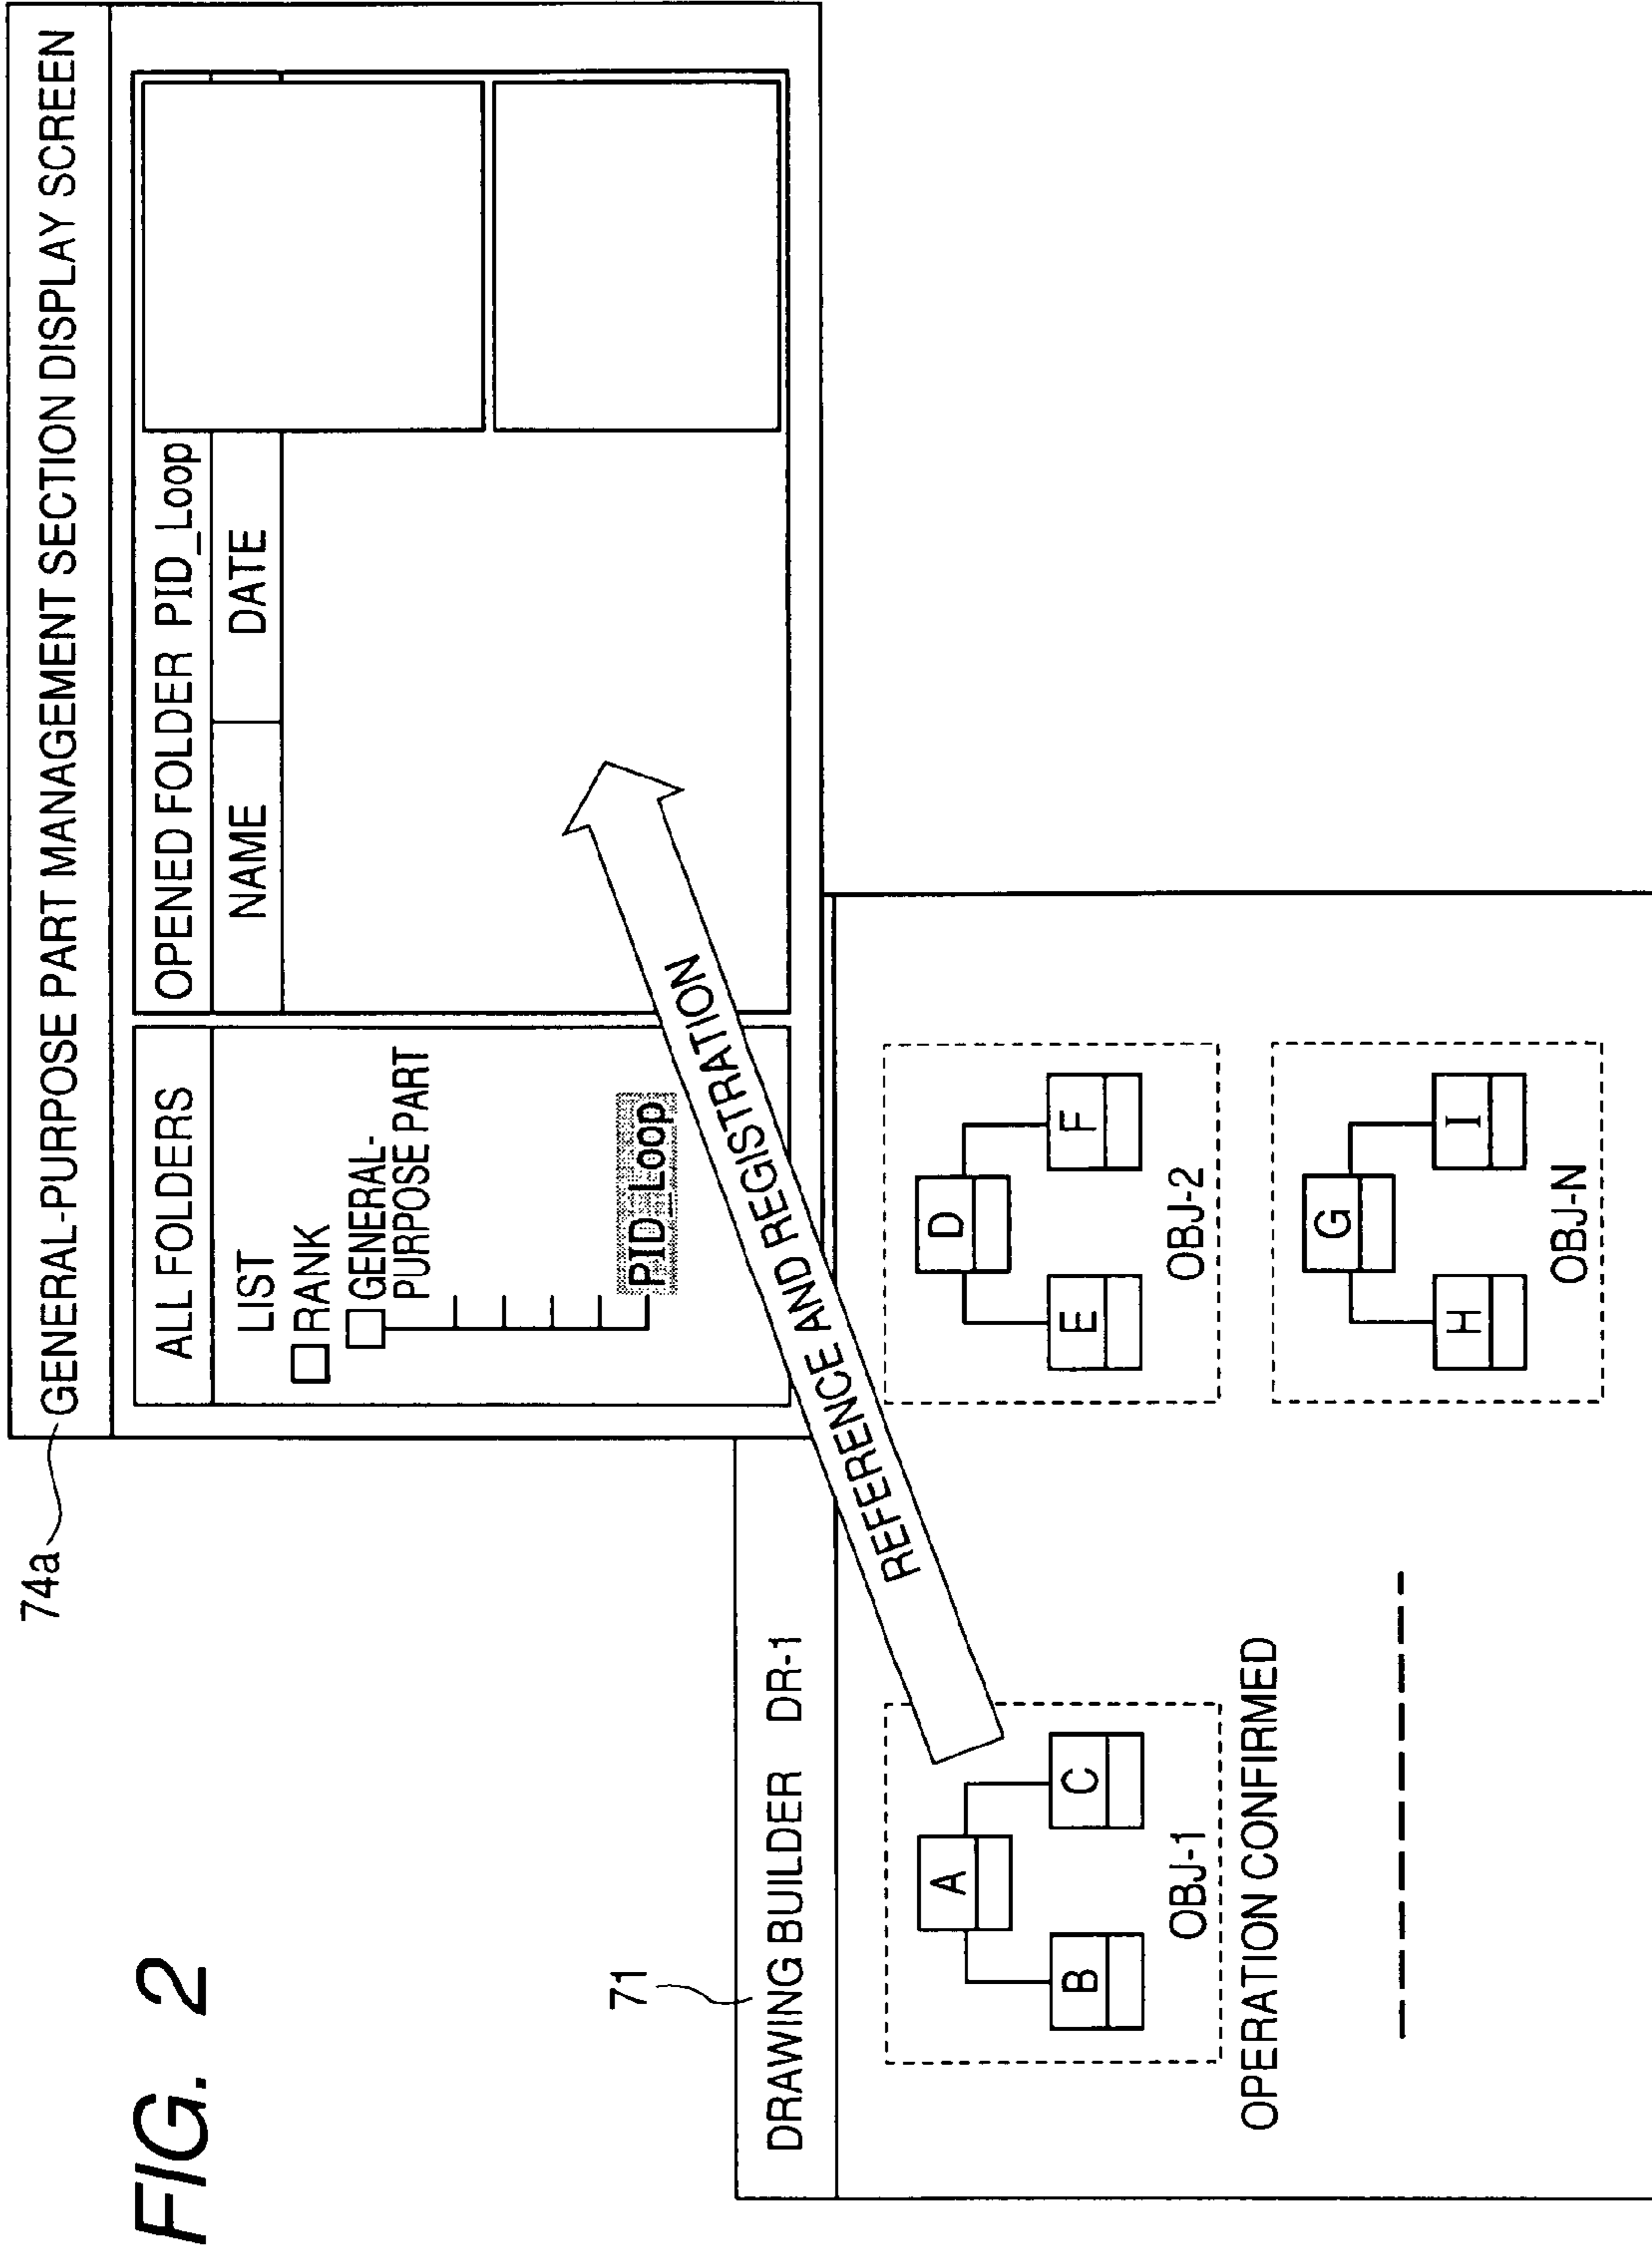 FIG. 2
74a
GENERAL-PURPOSE PART MANAGEMENT SECTION DISPLAY SCREEN
ALL FOLDERS
LIST
RANK
GENERAL-
PURPOSE PART
PID_Loop
OPENED FOLDER PID_Loop
NAME DATE
REFERENCE AND REGISTRATION
71
DRAWING BUILDER DR-1
A
B C
OBJ-1
OPERATION CONFIRMED
D
E F
OBJ-2
G
H I
OBJ-N